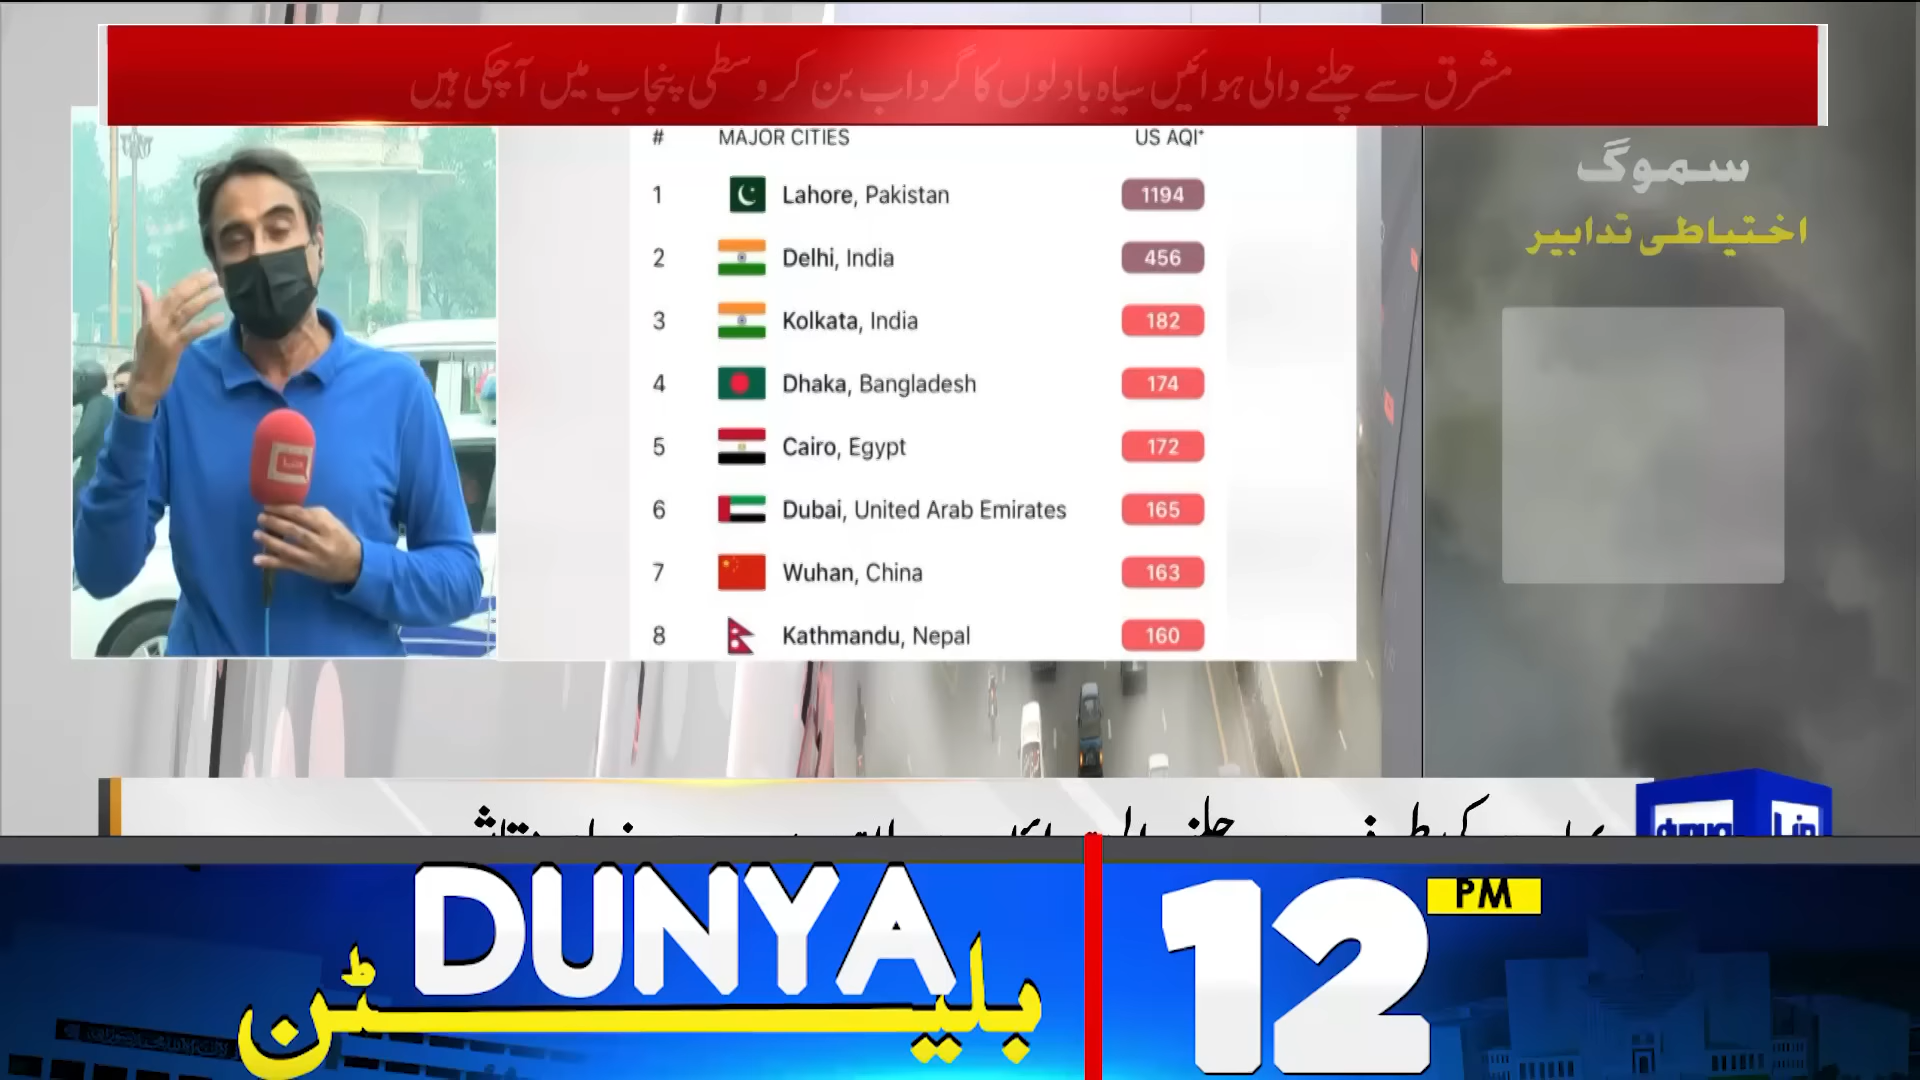 مشرق سے چلنے والی ہوائیں سیاہ بادلوں کا گرداب بن کر وسطی پنجاب میں آچکی ہیں
# MAJOR CITIES US AQI*
1 Lahore, Pakistan 1194
2 Delhi, India 456
3 Kolkata, India 182
4 Dhaka, Bangladesh 174
5 Cairo, Egypt 172
6 Dubai, United Arab Emirates 165
7 Wuhan, China 163
8 Kathmandu, Nepal 160
سموگ
اختیاطی تدابیر
DUNYA
بلیٹن
12 PM